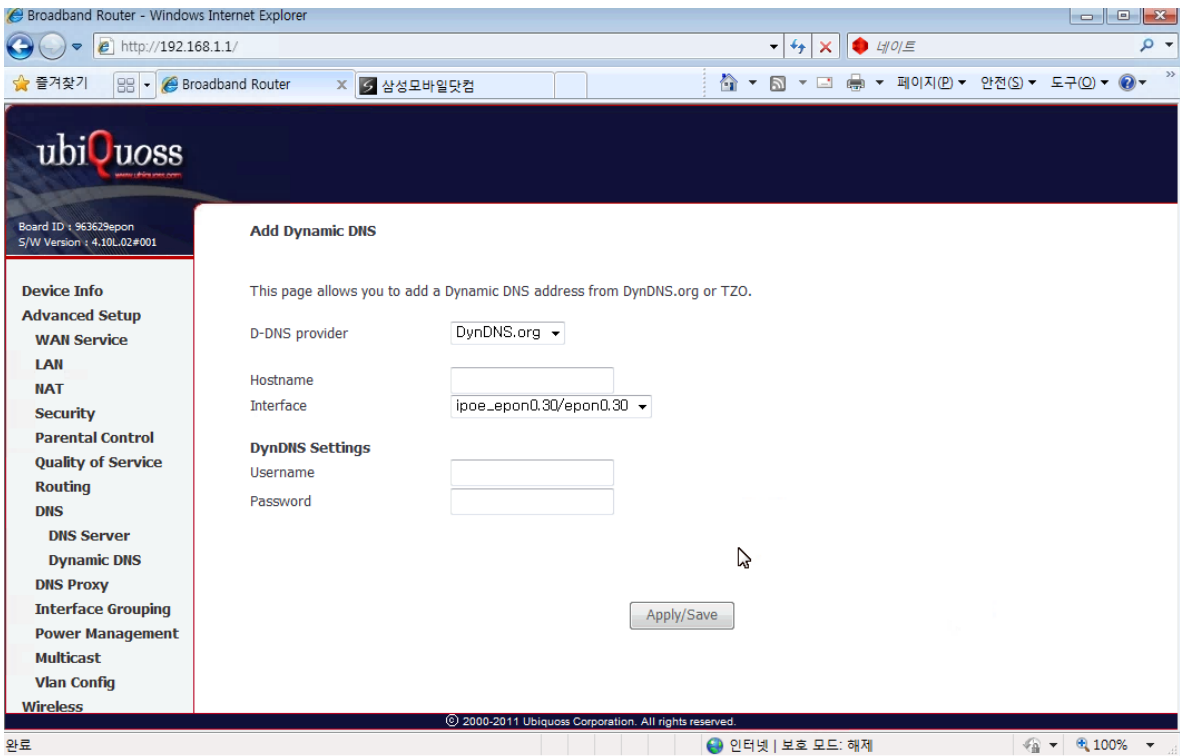 Broadband Router - Windows Internet Explorer
http://192.168.1.1/
네이트
즐겨찾기
Broadband Router
삼성모바일닷컴
페이지(P)
안전(S)
도구(O)
ubiQuoss
www.ubiquoss.com
Board ID : 963629epon
S/W Version : 4.10L.02#001
Device Info
Advanced Setup
WAN Service
LAN
NAT
Security
Parental Control
Quality of Service
Routing
DNS
DNS Server
Dynamic DNS
DNS Proxy
Interface Grouping
Power Management
Multicast
Vlan Config
Wireless
Add Dynamic DNS
This page allows you to add a Dynamic DNS address from DynDNS.org or TZO.
D-DNS provider
DynDNS.org
Hostname
Interface
ipoe_epon0.30/epon0.30
DynDNS Settings
Username
Password
Apply/Save
© 2000-2011 Ubiquoss Corporation. All rights reserved.
완료
인터넷 | 보호 모드: 해제
100%